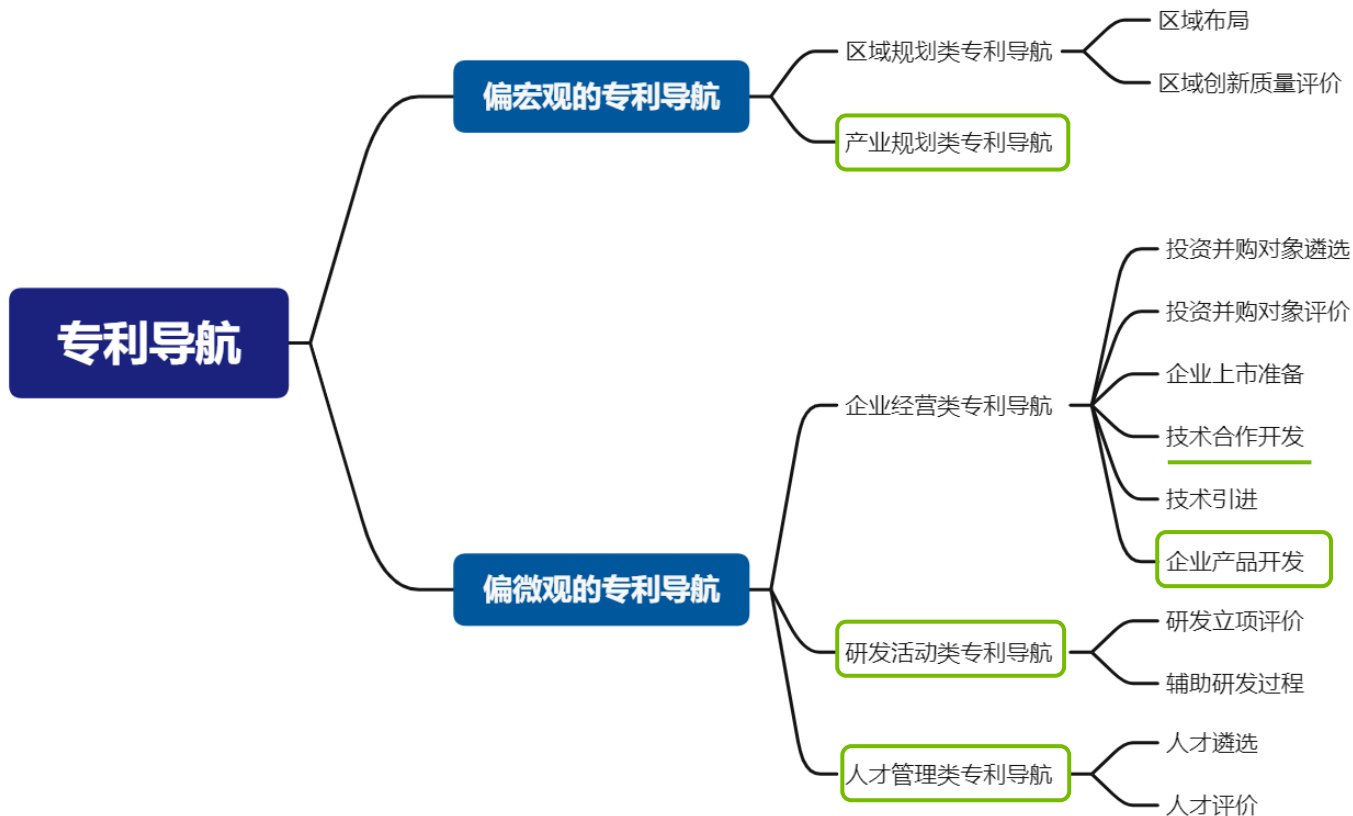 专利导航
偏宏观的专利导航
区域规划类专利导航
区域布局
区域创新质量评价
产业规划类专利导航
偏微观的专利导航
企业经营类专利导航
投资并购对象遴选
投资并购对象评价
企业上市准备
技术合作开发
技术引进
企业产品开发
研发活动类专利导航
研发立项评价
辅助研发过程
人才管理类专利导航
人才遴选
人才评价